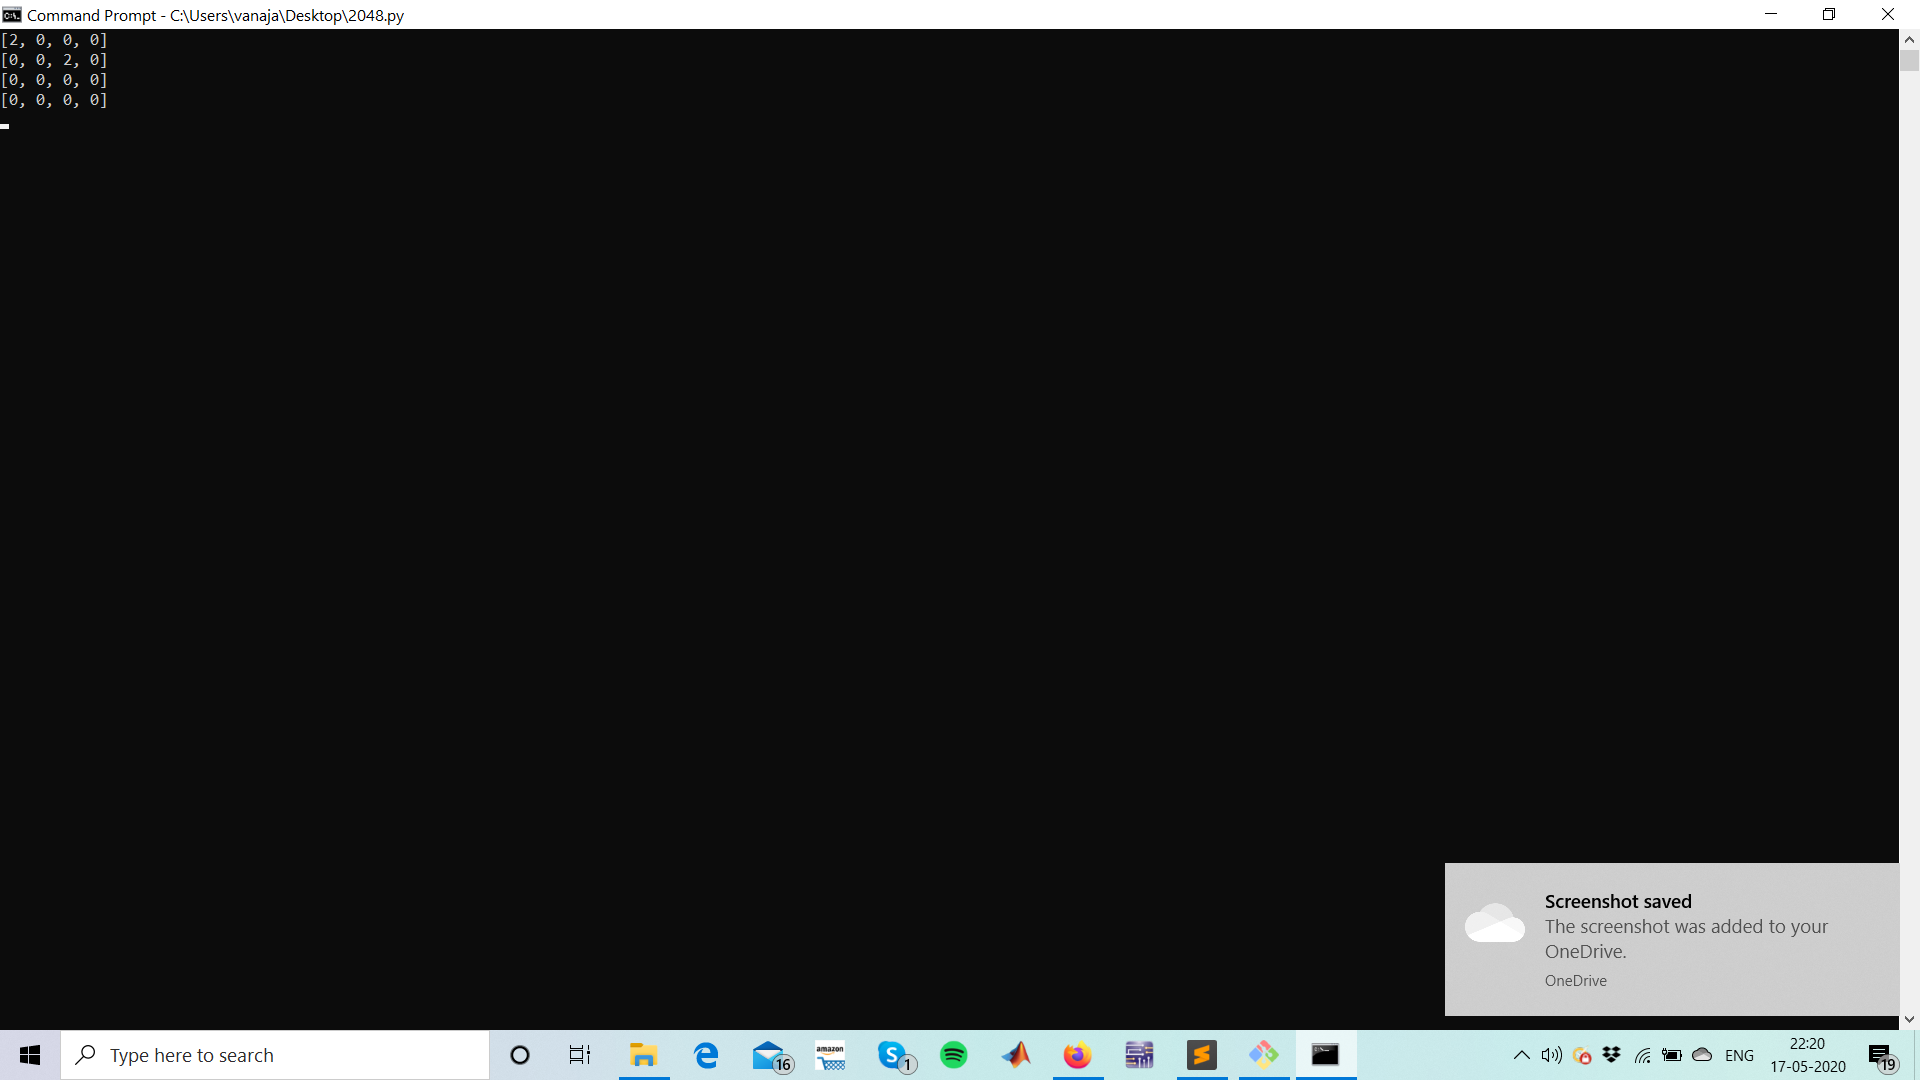 Command Prompt - C:\Users\vanaja\Desktop\2048.py
[2, 0, 0, 0]
[0, 0, 2, 0]
[0, 0, 0, 0]
[0, 0, 0, 0]
Screenshot saved
The screenshot was added to your
OneDrive.
OneDrive
Type here to search
16
amazon
1
ENG
22:20
17-05-2020
19